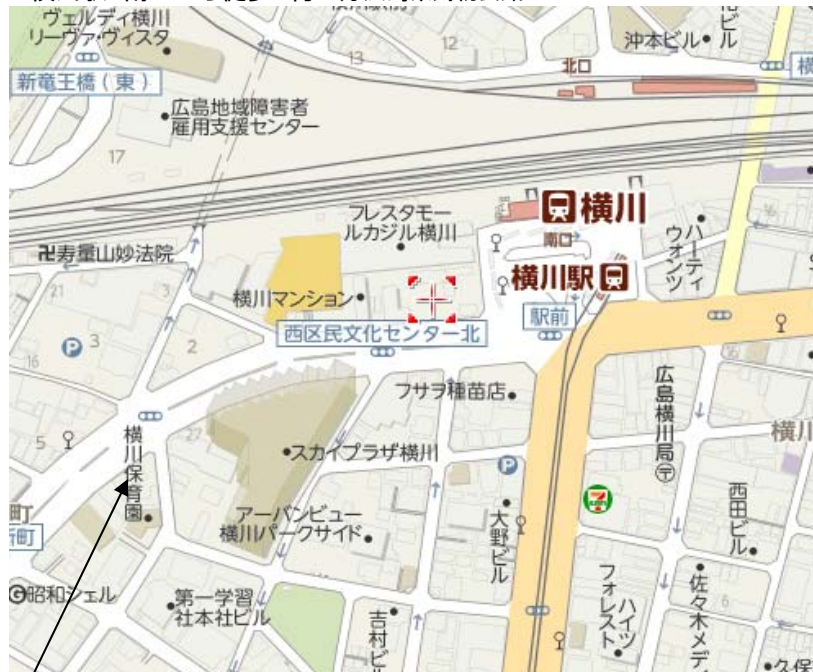 ヴェルディ横川
リーヴァ・ヴィスタ
12
13
沖本ビル
ビル
北口
横
新竜王橋(東)
広島地域障害者
雇用支援センター
17
フレスタモー
ルカジル横川
横川
南口
ハーティ
ウォンツ
16
卍寿量山妙法院
横川駅
21
3
横川マンション
西区民文化センター北
駅前
P
3
2
16
フサヲ種苗店
広島横川局〒
横川
5
27
横川保育園
スカイプラザ横川
P
町
町
アーバンビュー
横川パークサイド
大野ビル
西田ビル
昭和シェル
第一学習
社本社ビル
吉村ビ
ハイツ
フォレスト
佐々木メデ
6
久保